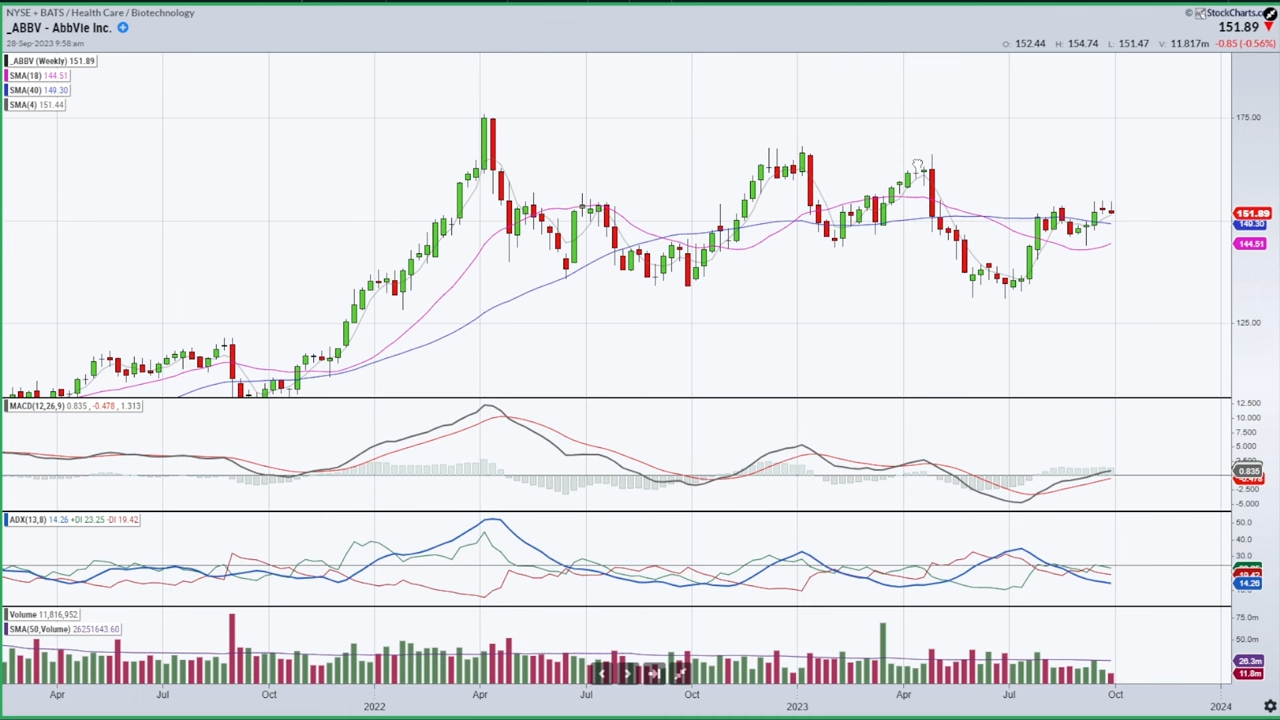 NYSE + BATS / Health Care / Biotechnology
_ABBV - AbbVie Inc.
28-Sep-2023 9:58am
© StockCharts.c
151.89
O: 152.44 H: 154.74 L: 151.47 V: 11.817m -0.85 (-0.56%)
_ABBV (Weekly) 151.89
SMA(18) 144.51
SMA(40) 149.30
SMA(4) 151.44
175.00
151.89
149.30
144.51
125.00
MACD(12,26,9) 0.835, -0.478, 1.313
12.500
10.000
7.500
5.000
0.835
-2.500
-5.000
ADX(13,8) 14.26 +DI 23.25 -DI 19.42
50.0
40.0
30.0
19.42
14.26
Volume 11,816,952
SMA(50,Volume) 26251643.60
75.0m
50.0m
26.3m
11.8m
Apr Jul Oct 2022 Apr Jul Oct 2023 Apr Jul Oct 2024